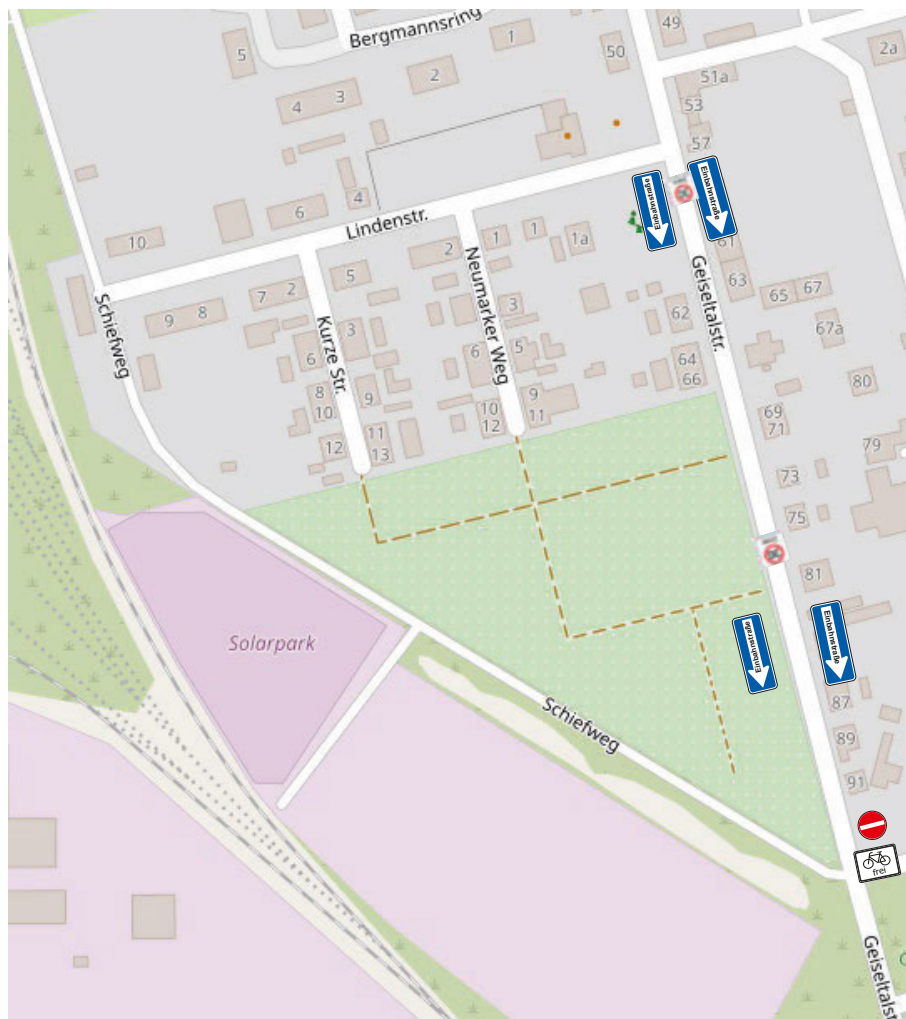 Bergmannsring
49
5
1
50
2a
2
51a
3
4
53
57
4
Einbahnstraße
Einbahnstraße
6
Lindenstr.
10
2
1
1
1a
61
Geiseltalstr.
63
5
Neumarker Weg
7
2
65
67
Schiefweg
9
8
Kurze Str.
3
3
62
67a
6
6
5
64
66
80
8
10
9
10
12
9
11
69
71
12
11
13
79
73
75
81
Solarpark
Einbahnstraße
Einbahnstraße
Schiefweg
87
89
91
frei
Geiseltalstr